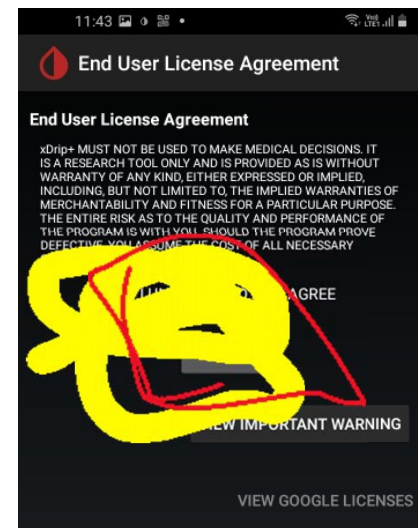 11:43
VoD
LTE1
End User License Agreement
End User License Agreement
xDrip+ MUST NOT BE USED TO MAKE MEDICAL DECISIONS. IT
IS A RESEARCH TOOL ONLY AND IS PROVIDED AS IS WITHOUT
WARRANTY OF ANY KIND, EITHER EXPRESSED OR IMPLIED,
INCLUDING, BUT NOT LIMITED TO, THE IMPLIED WARRANTIES OF
MERCHANTABILITY AND FITNESS FOR A PARTICULAR PURPOSE.
THE ENTIRE RISK AS TO THE QUALITY AND PERFORMANCE OF
THE PROGRAM IS WITH YOU. SHOULD THE PROGRAM PROVE
DEFECTIVE, YOU ASSUME THE COST OF ALL NECESSARY
AGREE
IMPORTANT WARNING
VIEW GOOGLE LICENSES